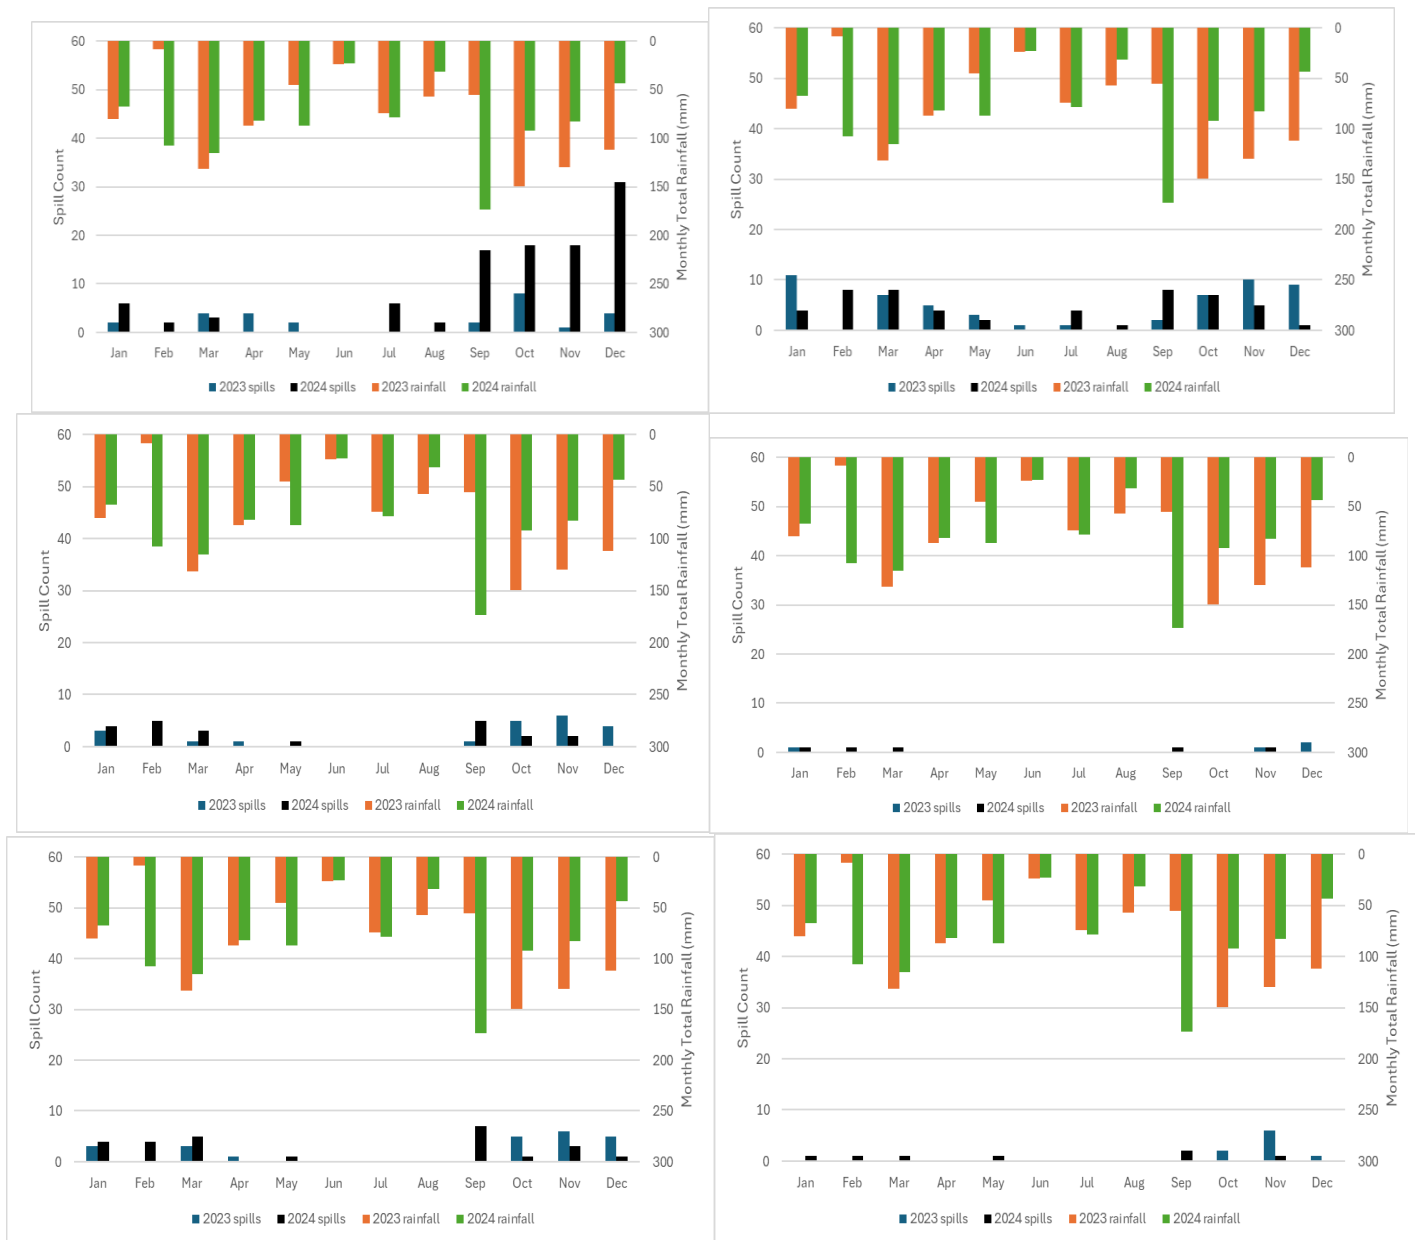 60 0
50 50
40 100
30 150
20 200
10 250
0 300
Spill Count
Monthly Total Rainfall (mm)
Jan Feb Mar Apr May Jun Jul Aug Sep Oct Nov Dec
2023 spills 2024 spills 2023 rainfall 2024 rainfall
60 0
50 50
40 100
30 150
20 200
10 250
0 300
Spill Count
Monthly Total Rainfall (mm)
Jan Feb Mar Apr May Jun Jul Aug Sep Oct Nov Dec
2023 spills 2024 spills 2023 rainfall 2024 rainfall
60 0
50 50
40 100
30 150
20 200
10 250
0 300
Spill Count
Monthly Total Rainfall (mm)
Jan Feb Mar Apr May Jun Jul Aug Sep Oct Nov Dec
2023 spills 2024 spills 2023 rainfall 2024 rainfall
60 0
50 50
40 100
30 150
20 200
10 250
0 300
Spill Count
Monthly Total Rainfall (mm)
Jan Feb Mar Apr May Jun Jul Aug Sep Oct Nov Dec
2023 spills 2024 spills 2023 rainfall 2024 rainfall
60 0
50 50
40 100
30 150
20 200
10 250
0 300
Spill Count
Monthly Total Rainfall (mm)
Jan Feb Mar Apr May Jun Jul Aug Sep Oct Nov Dec
2023 spills 2024 spills 2023 rainfall 2024 rainfall
60 0
50 50
40 100
30 150
20 200
10 250
0 300
Spill Count
Monthly Total Rainfall (mm)
Jan Feb Mar Apr May Jun Jul Aug Sep Oct Nov Dec
2023 spills 2024 spills 2023 rainfall 2024 rainfall